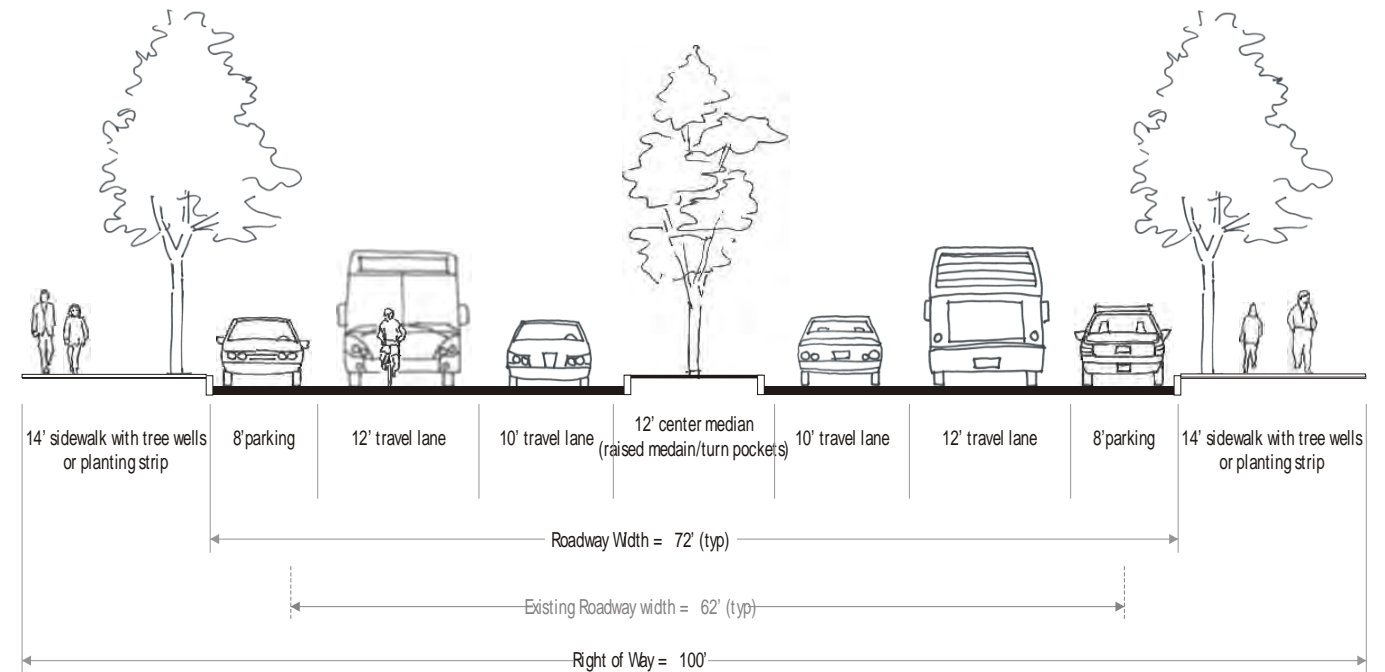 14' sidewalk with tree wells
or planting strip
8'parking
12' travel lane
10' travel lane
12' center median
(raised medain/turn pockets)
10' travel lane
12' travel lane
8'parking
14' sidewalk with tree wells
or planting strip
Roadway Width = 72' (typ)
Existing Roadway width = 62' (typ)
Right of Way = 100'